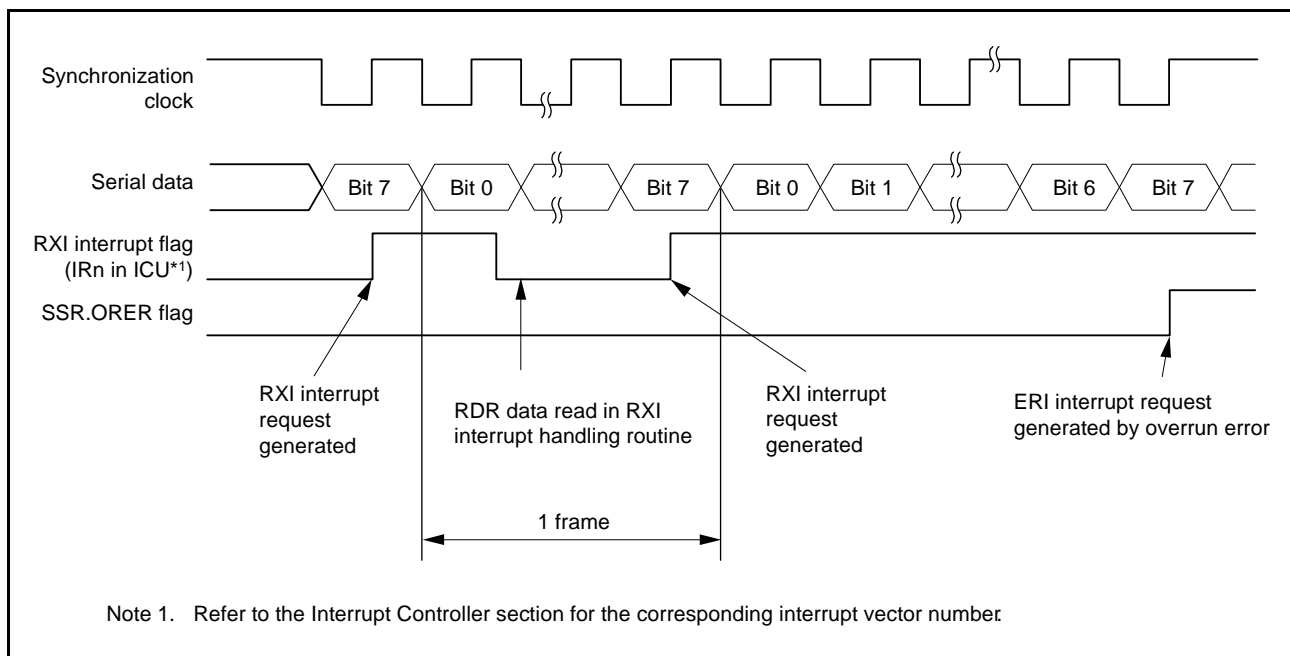 Synchronization
clock
Serial data
Bit 7
Bit 0
Bit 7
Bit 0
Bit 1
Bit 6
Bit 7
RXI interrupt flag
(IRn in ICU*1)
SSR.ORER flag
RXI interrupt
request
generated
RDR data read in RXI
interrupt handling routine
RXI interrupt
request
generated
ERI interrupt request
generated by overrun error
1 frame
Note 1. Refer to the Interrupt Controller section for the corresponding interrupt vector number.